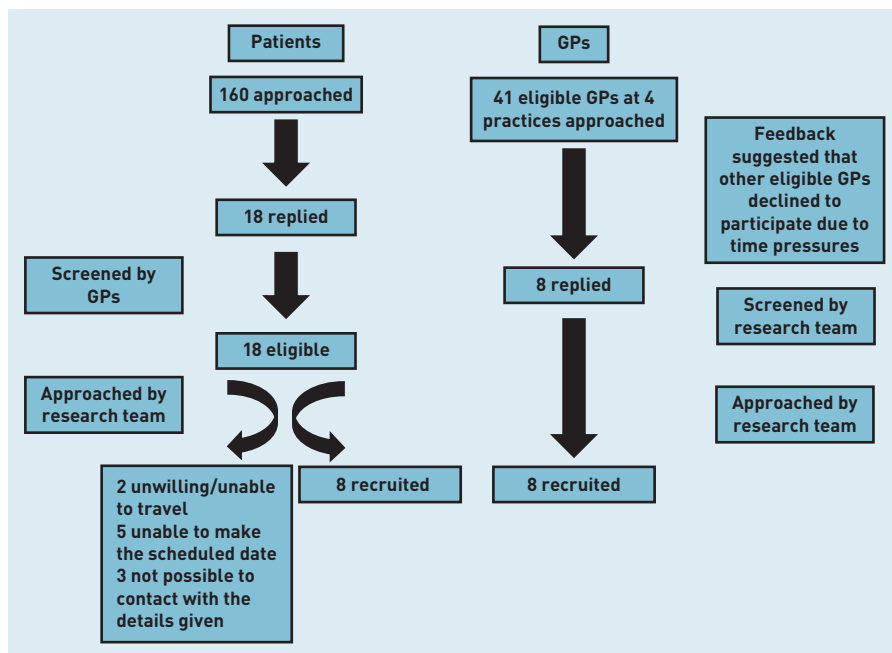 Patients
160 approached
18 replied
Screened by
GPs
18 eligible
Approached by
research team
2 unwilling/unable
to travel
5 unable to make
the scheduled date
3 not possible to
contact with the
details given
8 recruited
GPs
41 eligible GPs at 4
practices approached
Feedback
suggested that
other eligible GPs
declined to
participate due to
time pressures
8 replied
Screened by
research team
Approached by
research team
8 recruited